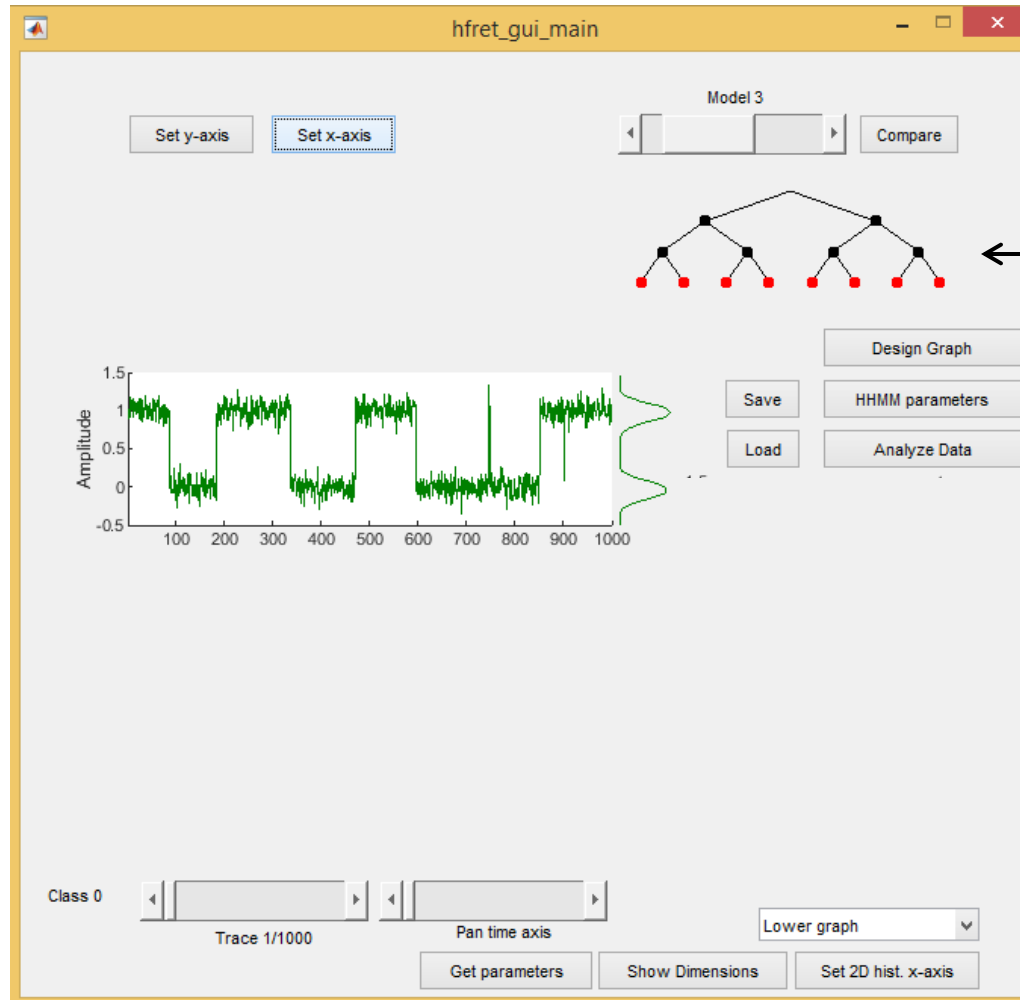 hfret_gui_main
Model 3
Set y-axis Set x-axis Compare
Design Graph
1.5
1
0.5
0
-0.5
Amplitude
100 200 300 400 500 600 700 800 900 1000
Save HHMM parameters
Load Analyze Data
Class 0
Trace 1/1000 Pan time axis
Lower graph
Get parameters Show Dimensions Set 2D hist. x-axis